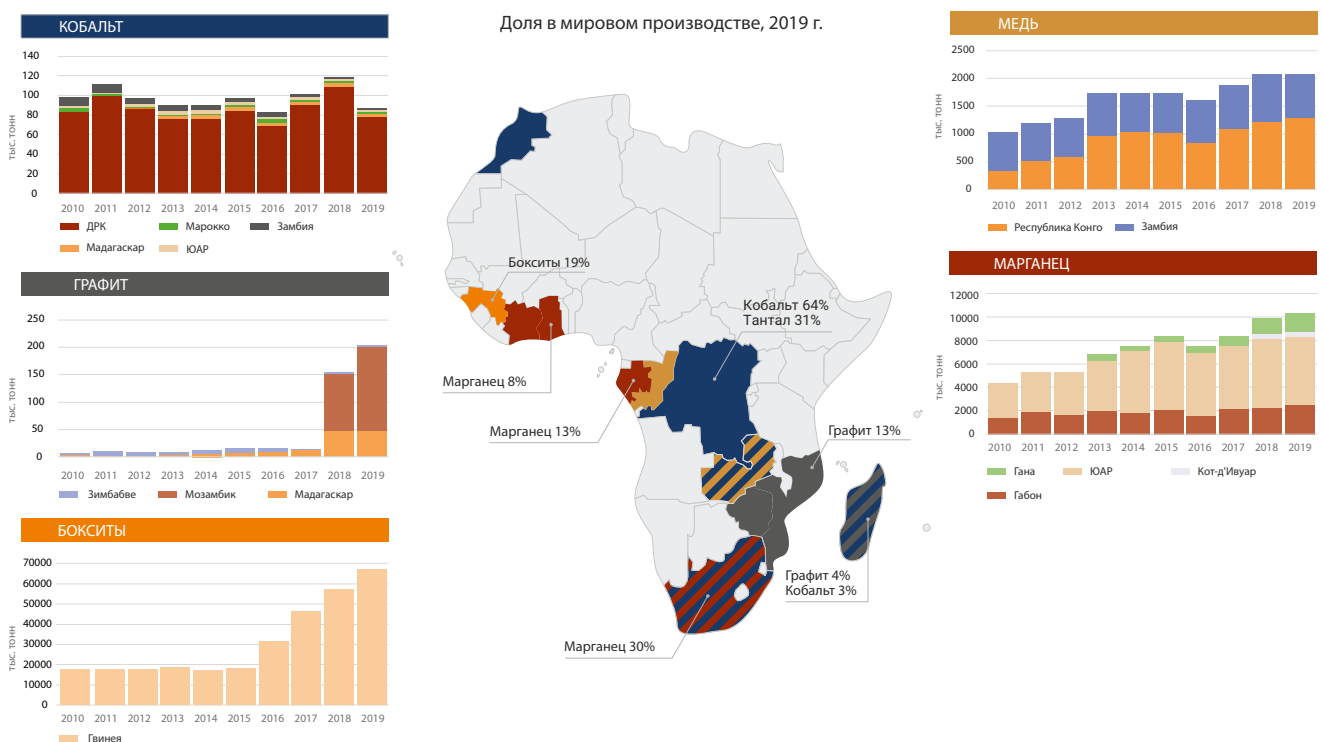 КОБАЛЬТ
140
120
100
80
60
40
20
0
тыс. тонн
2010 2011 2012 2013 2014 2015 2016 2017 2018 2019
ДРК Марокко Замбия
Мадагаскар ЮАР
ГРАФИТ
250
200
150
100
50
0
тыс. тонн
2010 2011 2012 2013 2014 2015 2016 2017 2018 2019
Зимбабве Мозамбик Мадагаскар
БОКСИТЫ
70000
60000
50000
40000
30000
20000
10000
0
тыс. тонн
2010 2011 2012 2013 2014 2015 2016 2017 2018 2019
Гвинея
Доля в мировом производстве, 2019 г.
Бокситы 19%
Кобальт 64%
Тантал 31%
Марганец 8%
Марганец 13%
Графит 13%
Графит 4%
Кобальт 3%
Марганец 30%
МЕДЬ
2500
2000
1500
1000
500
0
тыс. тонн
2010 2011 2012 2013 2014 2015 2016 2017 2018 2019
Республика Конго Замбия
МАРГАНЕЦ
12000
10000
8000
6000
4000
2000
0
тыс. тонн
2010 2011 2012 2013 2014 2015 2016 2017 2018 2019
Гана ЮАР Кот-д'Ивуар
Габон